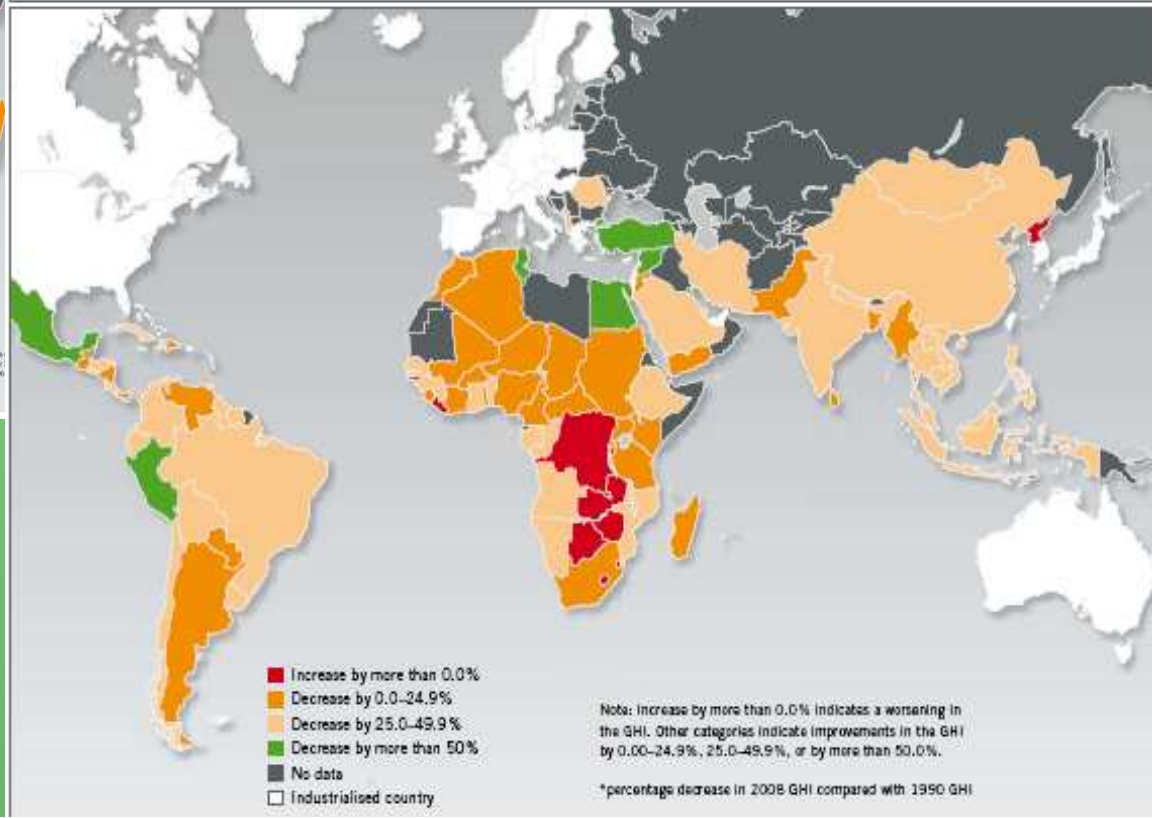 Increase by more than 0.0%
Decrease by 0.0–24.9%
Decrease by 25.0–49.9%
Decrease by more than 50%
No data
Industrialised country
Note: Increase by more than 0.0% indicates a worsening in
the GHI. Other categories indicate improvements in the GHI
by 0.00–24.9%, 25.0–49.9%, or by more than 50.0%.
*percentage decrease in 2008 GHI compared with 1990 GHI